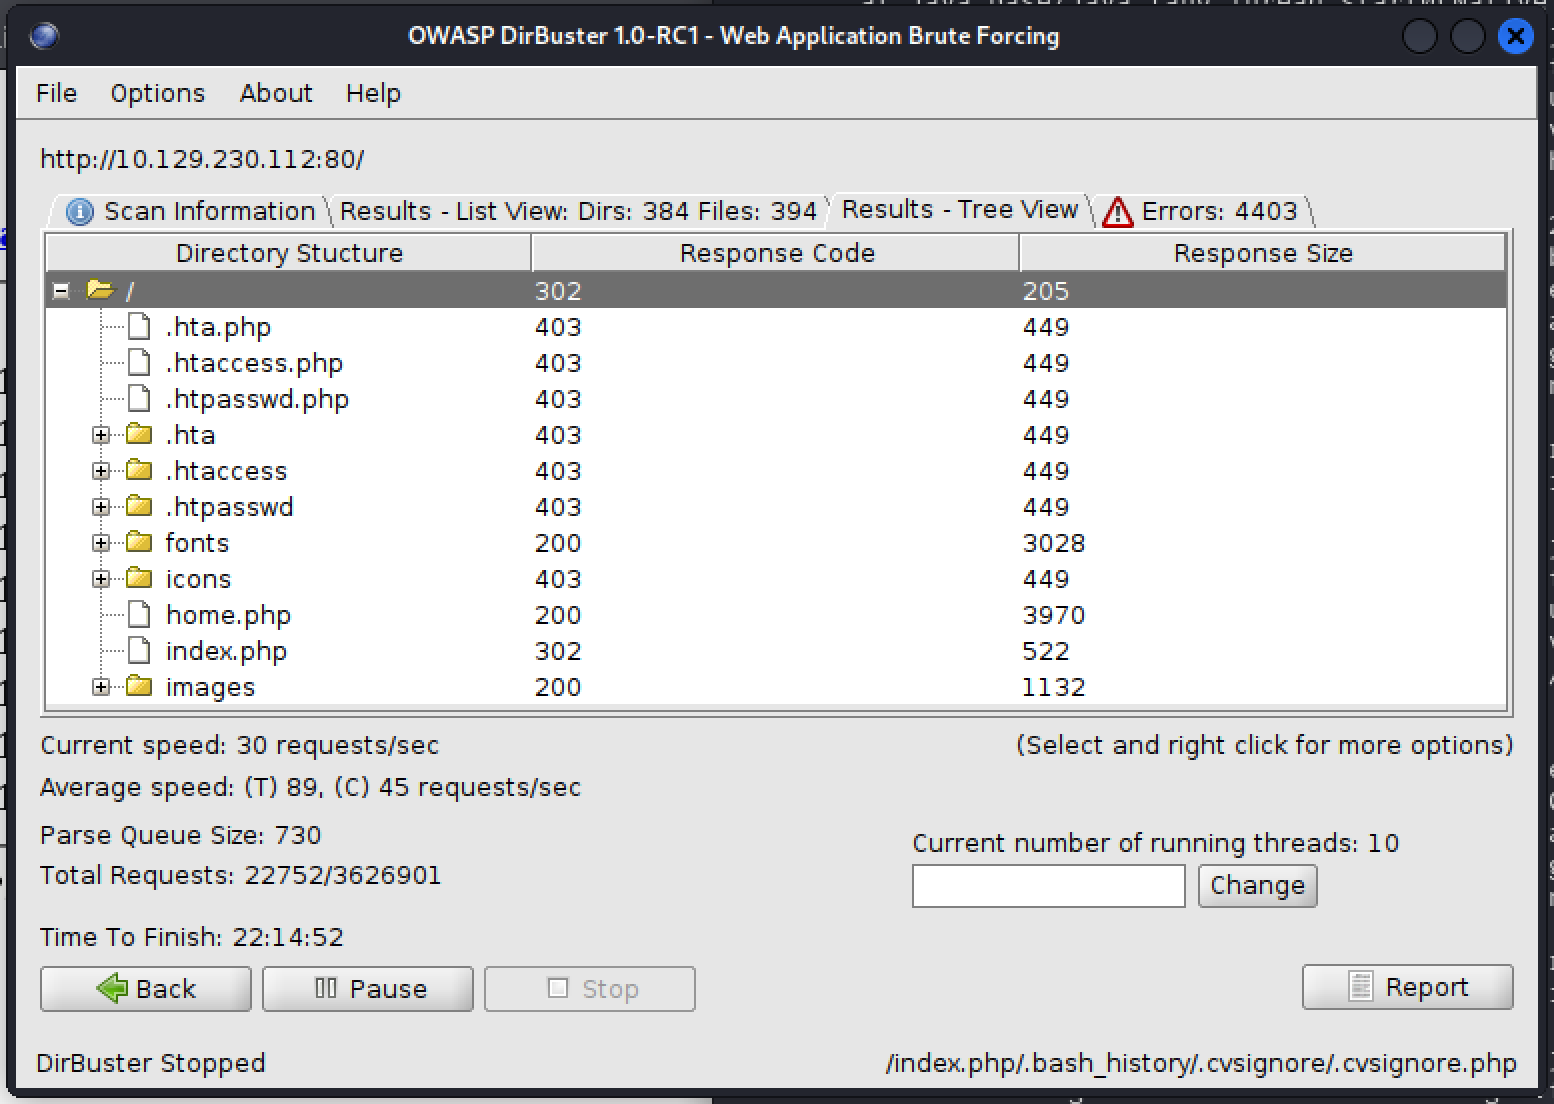 OWASP DirBuster 1.0-RC1 - Web Application Brute Forcing
File Options About Help
http://10.129.230.112:80/
Scan Information Results - List View: Dirs: 384 Files: 394 Results - Tree View Errors: 4403
Directory Stucture Response Code Response Size
/ 302 205
.hta.php 403 449
.htaccess.php 403 449
.htpasswd.php 403 449
.hta 403 449
.htaccess 403 449
.htpasswd 403 449
fonts 200 3028
icons 403 449
home.php 200 3970
index.php 302 522
images 200 1132
Current speed: 30 requests/sec (Select and right click for more options)
Average speed: (T) 89, (C) 45 requests/sec
Parse Queue Size: 730
Current number of running threads: 10
Total Requests: 22752/3626901
Change
Time To Finish: 22:14:52
Back Pause Stop Report
DirBuster Stopped /index.php/.bash_history/.cvsignore/.cvsignore.php